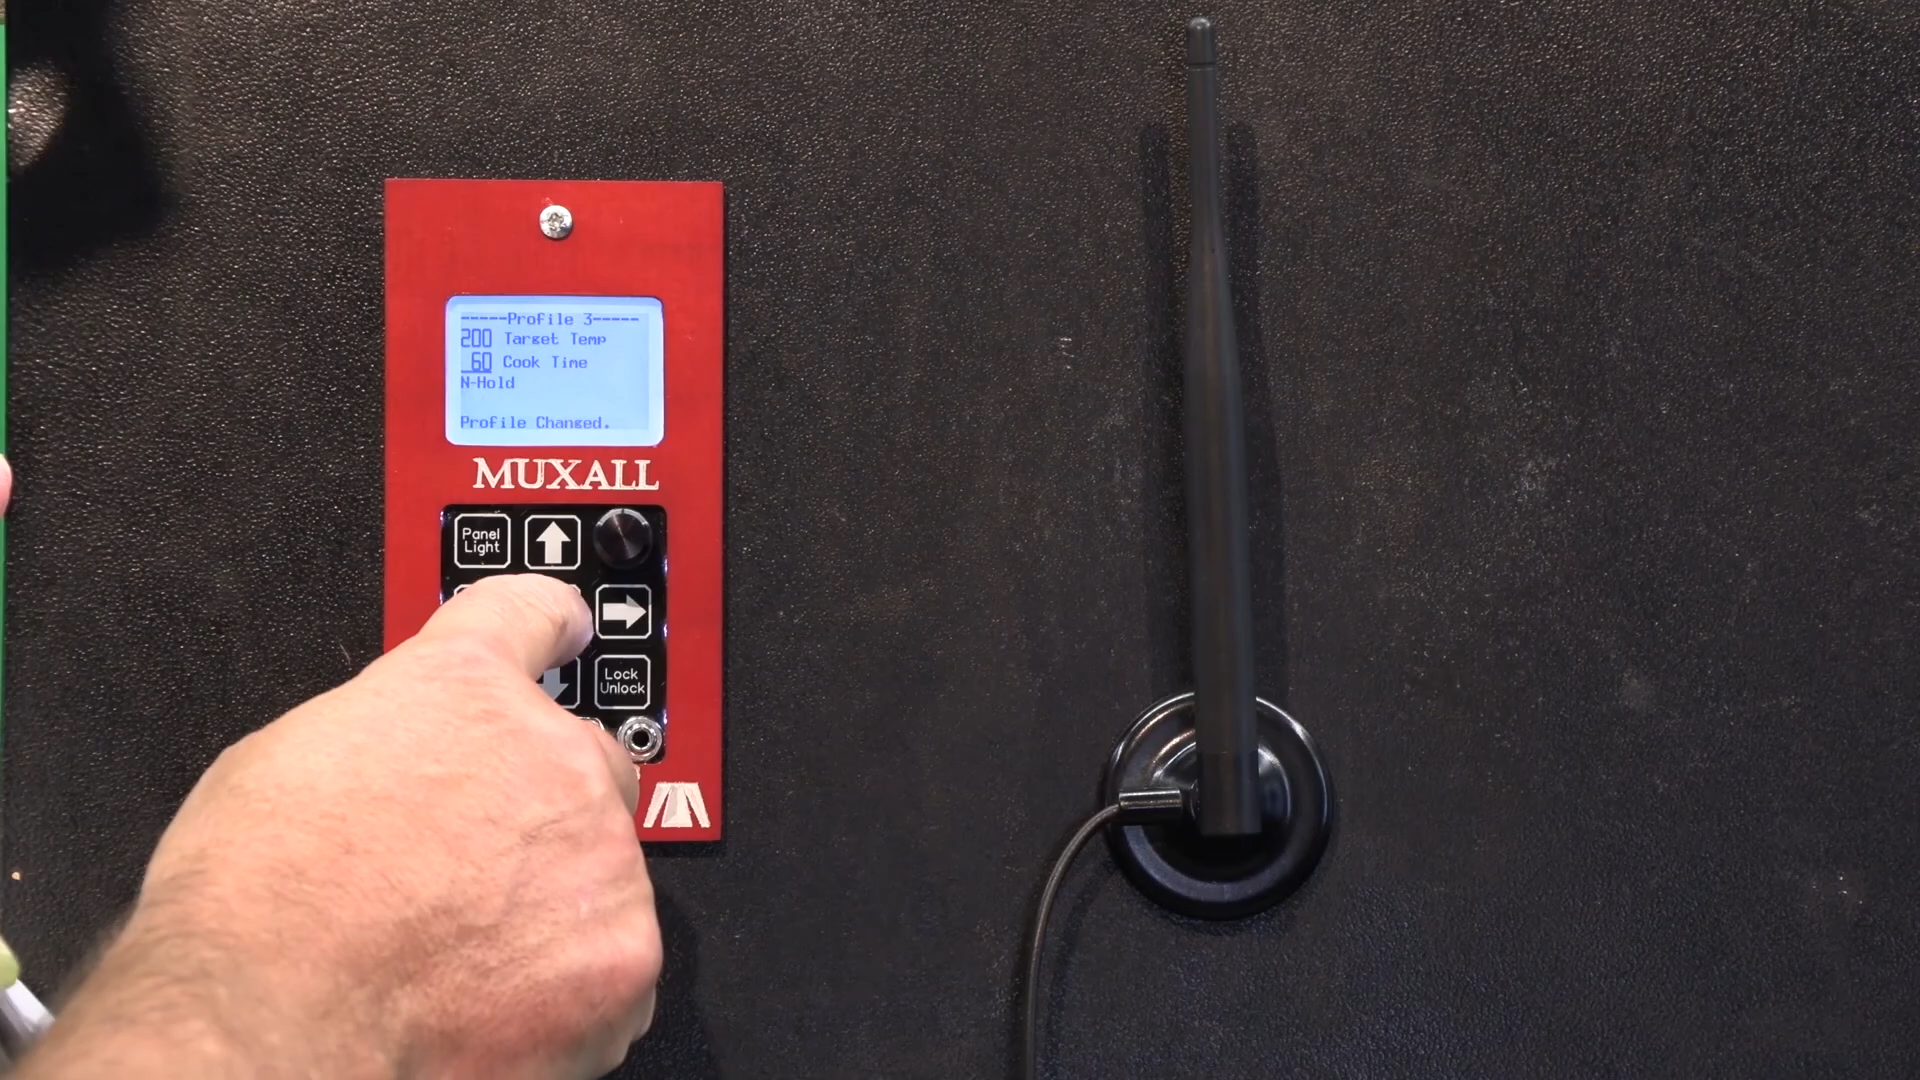 -----Profile 3-----
200 Target Temp
60 Cook Time
N-Hold
Profile Changed.
MUXALL
Panel
Light
Lock
Unlock